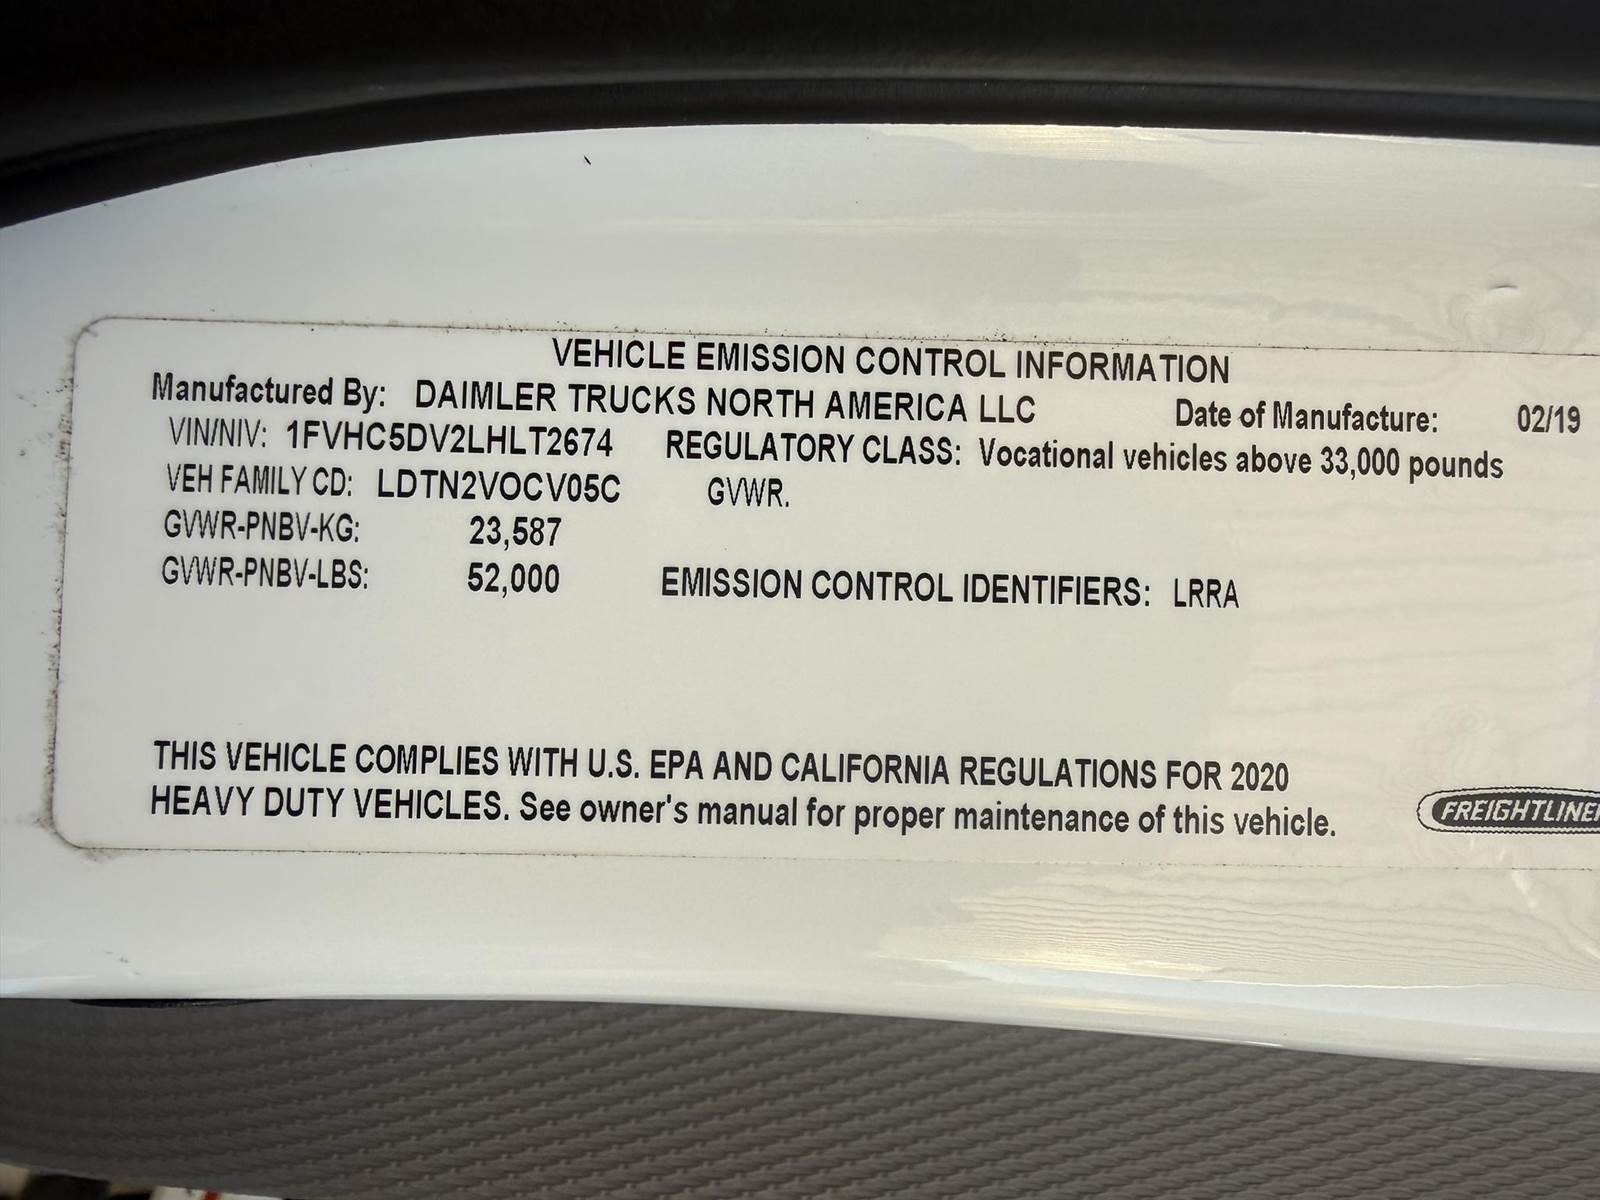 VEHICLE EMISSION CONTROL INFORMATION
Manufactured By: DAIMLER TRUCKS NORTH AMERICA LLC Date of Manufacture: 02/19
VIN/NIV: 1FVHC5DV2LHLT2674 REGULATORY CLASS: Vocational vehicles above 33,000 pounds
VEH FAMILY CD: LDTN2VOCV05C GVWR.
GVWR-PNBV-KG: 23,587
GVWR-PNBV-LBS: 52,000 EMISSION CONTROL IDENTIFIERS: LRRA
THIS VEHICLE COMPLIES WITH U.S. EPA AND CALIFORNIA REGULATIONS FOR 2020
HEAVY DUTY VEHICLES. See owner's manual for proper maintenance of this vehicle.
FREIGHTLINER